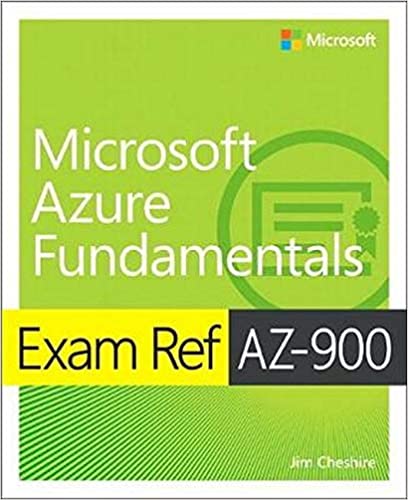 Microsoft
Microsoft
Azure
Fundamentals
Exam Ref AZ-900
Jim Cheshire